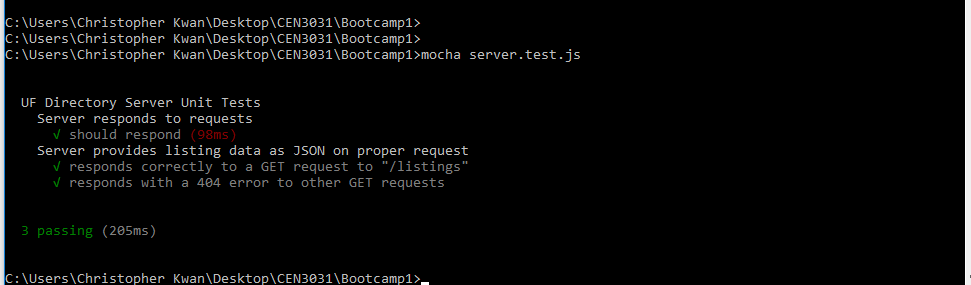 C:\Users\Christopher Kwan\Desktop\CEN3031\Bootcamp1>
C:\Users\Christopher Kwan\Desktop\CEN3031\Bootcamp1>
C:\Users\Christopher Kwan\Desktop\CEN3031\Bootcamp1>mocha server.test.js
UF Directory Server Unit Tests
Server responds to requests
√ should respond (98ms)
Server provides listing data as JSON on proper request
√ responds correctly to a GET request to "/listings"
√ responds with a 404 error to other GET requests
3 passing (205ms)
C:\Users\Christopher Kwan\Desktop\CEN3031\Bootcamp1>